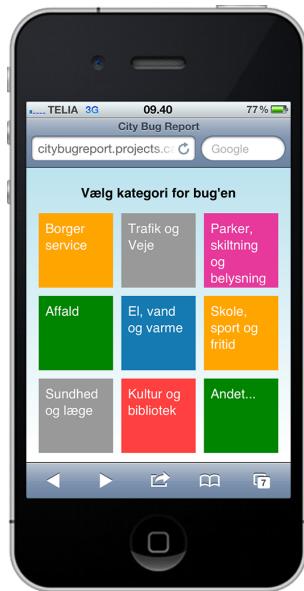 TELIA 3G 09.40 77%
City Bug Report
citybugreport.projects.c
Google
Vælg kategori for bug'en
Borger
service
Trafik og
Veje
Parker,
skiltning
og
belysning
Affald
El, vand
og varme
Skole,
sport og
fritid
Sundhed
og læge
Kultur og
bibliotek
Andet...
7